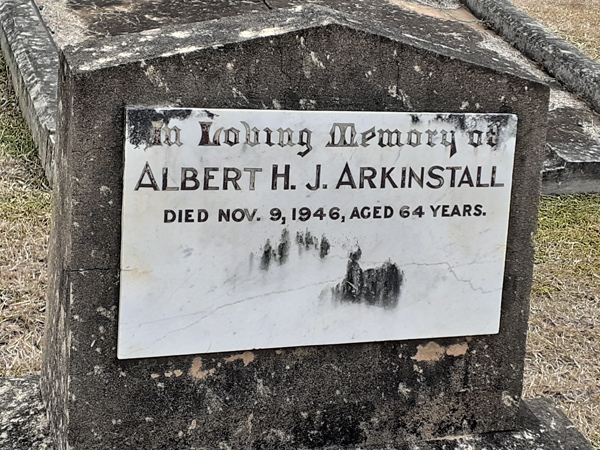 In Loving Memory of
ALBERT H. J. ARKINSTALL
DIED NOV. 9, 1946, AGED 64 YEARS.